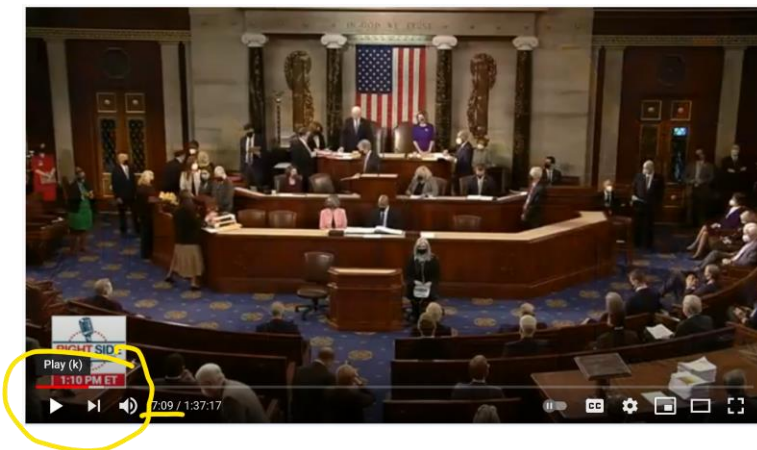 IN GOD WE TRUST
RIGHT SIDE
Play (k)
1:10 PM ET
7:09 / 1:37:17
CC